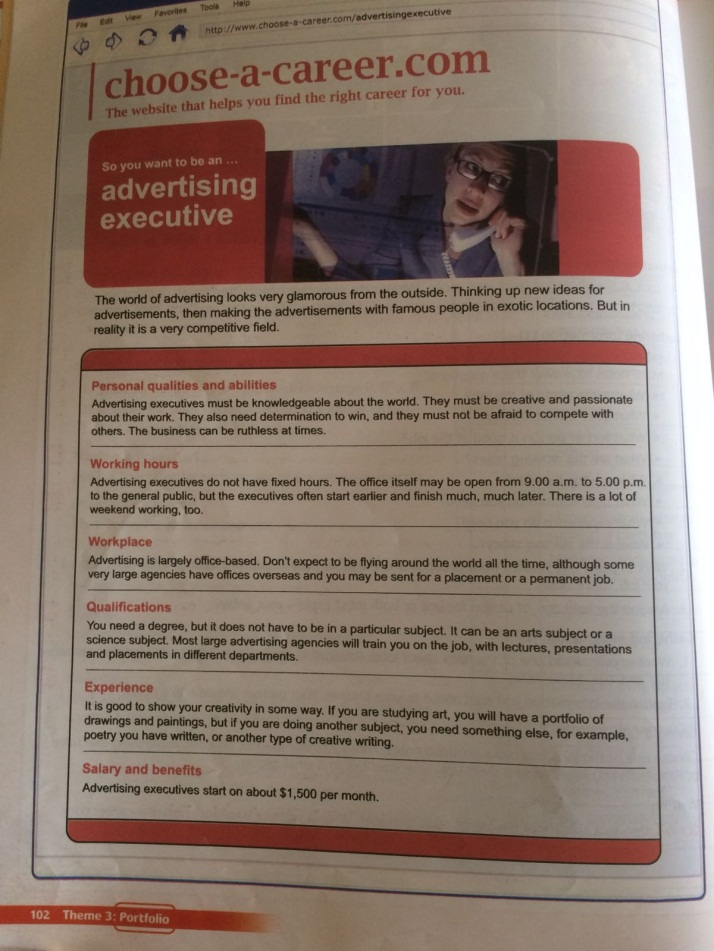 File Edit View Favorites Tools Help
http://www.choose-a-career.com/advertisingexecutive
choose-a-career.com
The website that helps you find the right career for you.
So you want to be an ...
advertising
executive
The world of advertising looks very glamorous from the outside. Thinking up new ideas for
advertisements, then making the advertisements with famous people in exotic locations. But in
reality it is a very competitive field.
Personal qualities and abilities
Advertising executives must be knowledgeable about the world. They must be creative and passionate
about their work. They also need determination to win, and they must not be afraid to compete with
others. The business can be ruthless at times.
Working hours
Advertising executives do not have fixed hours. The office itself may be open from 9.00 a.m. to 5.00 p.m.
to the general public, but the executives often start earlier and finish much, much later. There is a lot of
weekend working, too.
Workplace
Advertising is largely office-based. Don't expect to be flying around the world all the time, although some
very large agencies have offices overseas and you may be sent for a placement or a permanent job.
Qualifications
You need a degree, but it does not have to be in a particular subject. It can be an arts subject or a
science subject. Most large advertising agencies will train you on the job, with lectures, presentations
and placements in different departments.
Experience
It is good to show your creativity in some way. If you are studying art, you will have a portfolio of
drawings and paintings, but if you are doing another subject, you need something else, for example,
poetry you have written, or another type of creative writing.
Salary and benefits
Advertising executives start on about $1,500 per month.
102 Theme 3: Portfolio